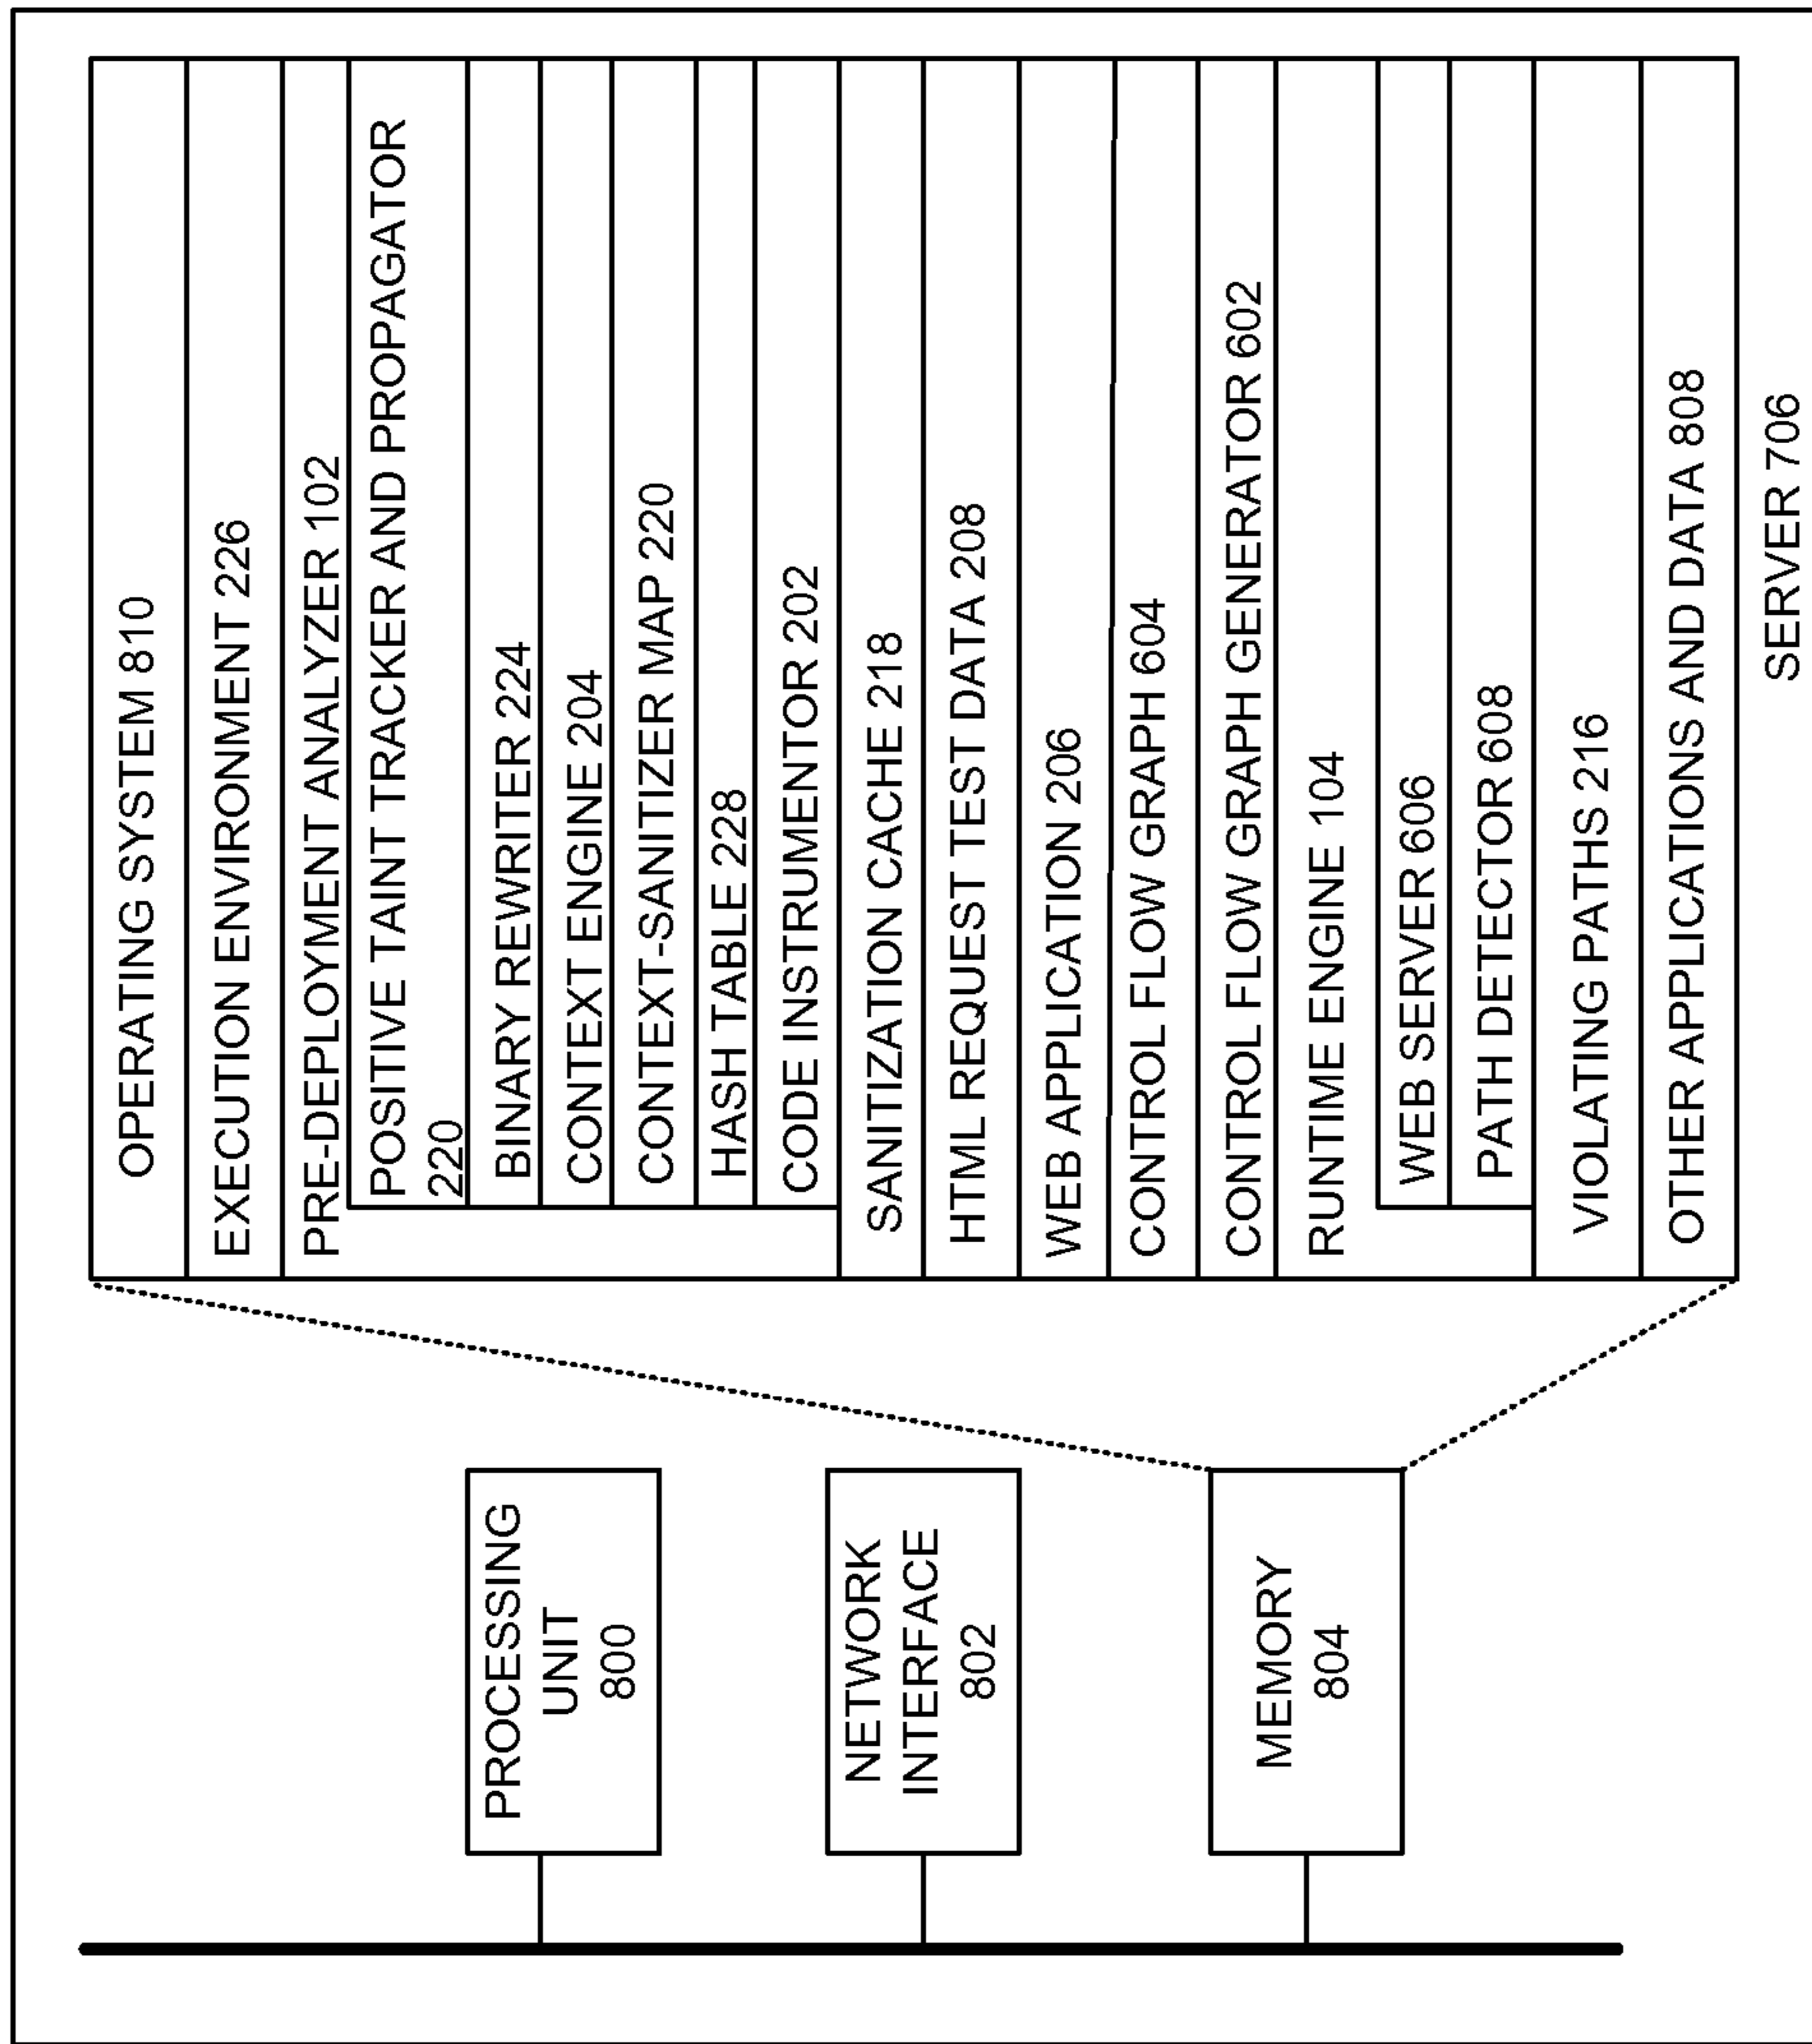 PROCESSING
UNIT
800
NETWORK
INTERFACE
802
MEMORY
804
OPERATING SYSTEM 810
EXECUTION ENVIRONMENT 226
PRE-DEPLOYMENT ANALYZER 102
POSITIVE TAINT TRACKER AND PROPAGATOR
220
BINARY REWRITER 224
CONTEXT ENGINE 204
CONTEXT-SANITIZER MAP 220
HASH TABLE 228
CODE INSTRUMENTOR 202
SANITIZATION CACHE 218
HTML REQUEST TEST DATA 208
WEB APPLICATION 206
CONTROL FLOW GRAPH 604
CONTROL FLOW GRAPH GENERATOR 602
RUNTIME ENGINE 104
WEB SERVER 606
PATH DETECTOR 608
VIOLATING PATHS 216
OTHER APPLICATIONS AND DATA 808
SERVER 706